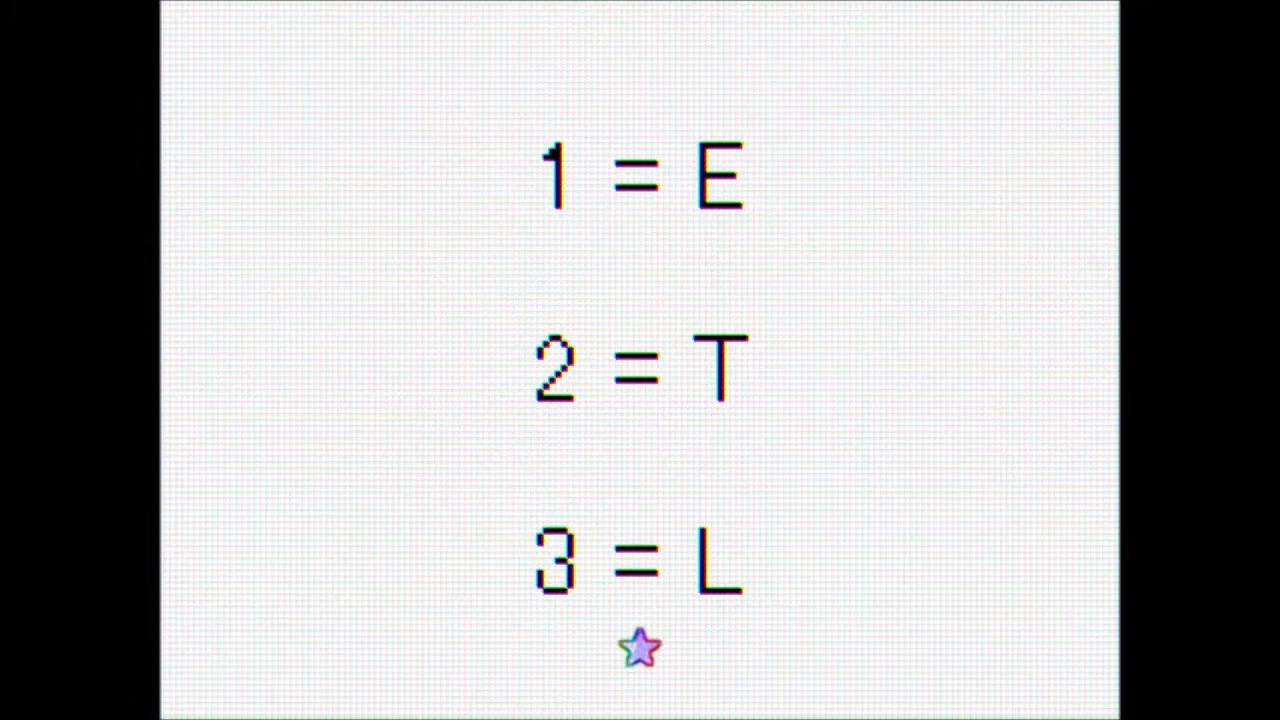 1 = E
2 = T
3 = L